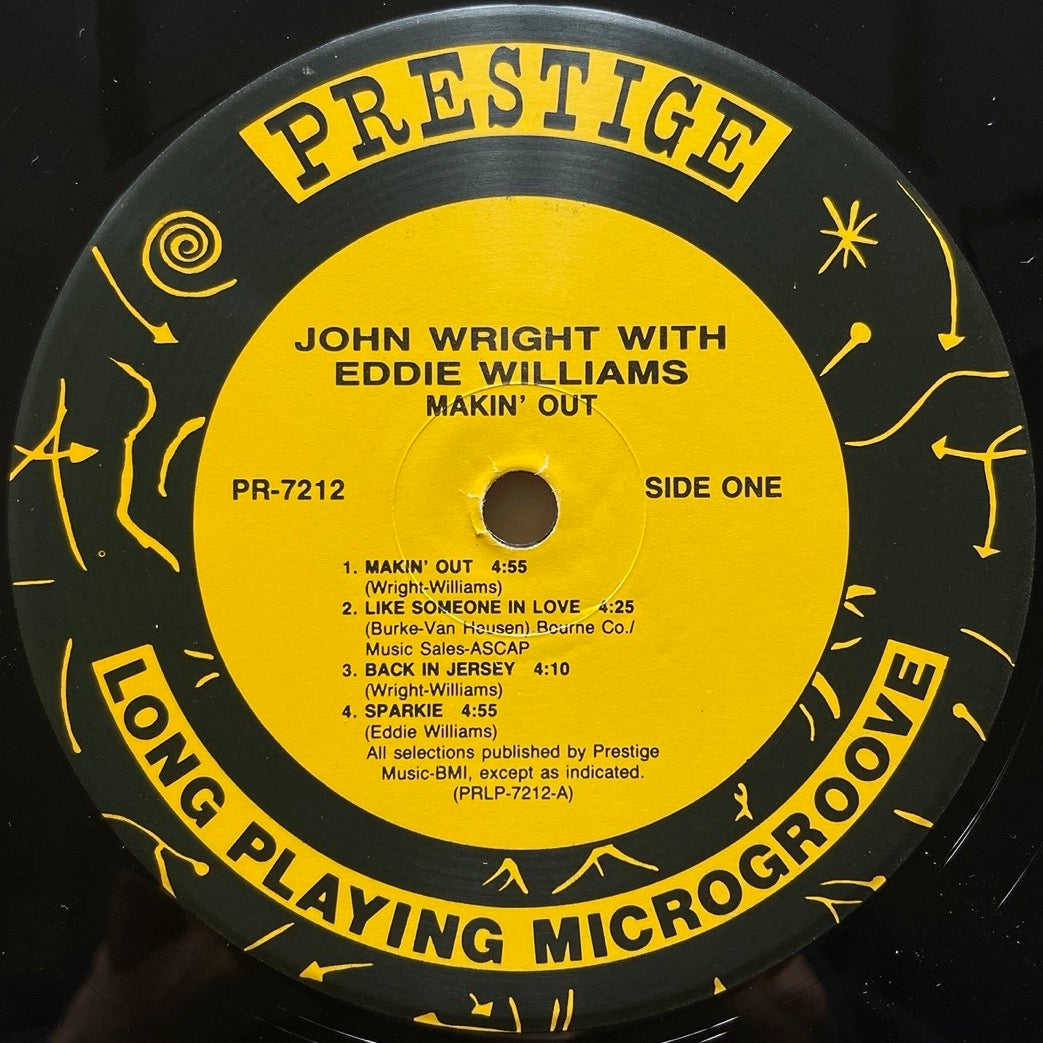 PRESTIGE
JOHN WRIGHT WITH
EDDIE WILLIAMS
MAKIN' OUT
PR-7212
SIDE ONE
1. MAKIN' OUT 4:55
(Wright-Williams)
2. LIKE SOMEONE IN LOVE 4:25
(Burke-Van Heusen) Bourne Co./
Music Sales-ASCAP
3. BACK IN JERSEY 4:10
(Wright-Williams)
4. SPARKIE 4:55
(Eddie Williams)
All selections published by Prestige
Music-BMI, except as indicated.
(PRLP-7212-A)
LONG PLAYING MICROGROOVE